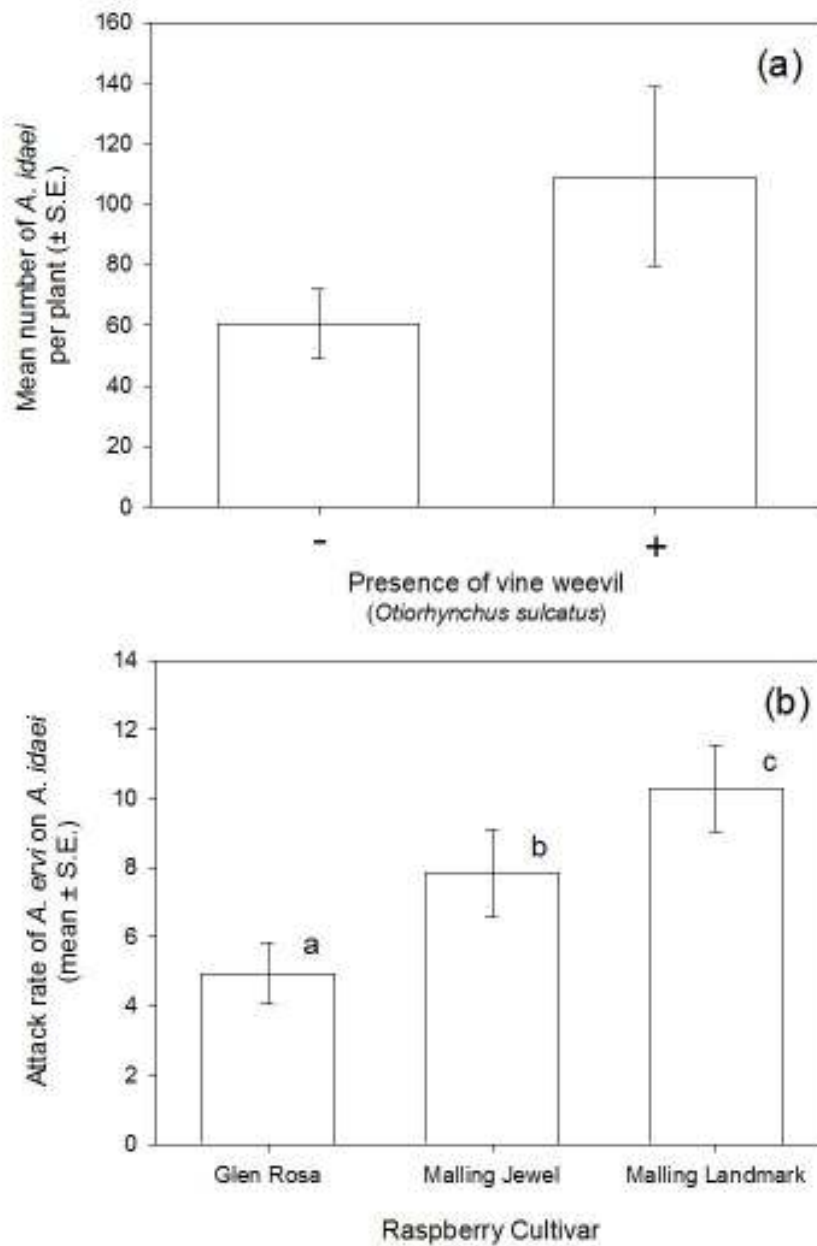 160
140
120
100
80
60
40
20
0
Mean number of A. idaei
per plant (± S.E.)
(a)
-
+
Presence of vine weevil
(Otiorhynchus sulcatus)
14
12
10
8
6
4
2
0
Attack rate of A. ervi on A. idaei
(mean ± S.E.)
(b)
a
b
c
Glen Rosa
Malling Jewel
Malling Landmark
Raspberry Cultivar